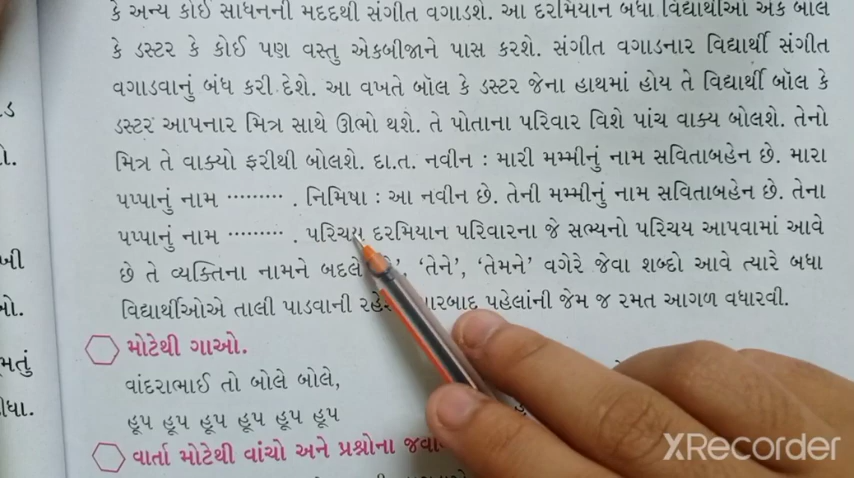 કે અન્ય કોઈ સાધનની મદદથી સંગીત વગાડશે. આ દરમિયાન બધા વિદ્યાર્થીઓ એક બૉલ
કે ડસ્ટર કે કોઈ પણ વસ્તુ એકબીજાને પાસ કરશે. સંગીત વગાડનાર વિદ્યાર્થી સંગીત
વગાડવાનું બંધ કરી દેશે. આ વખતે બૉલ કે ડસ્ટર જેના હાથમાં હોય તે વિદ્યાર્થી બૉલ કે
ડસ્ટર આપનાર મિત્ર સાથે ઊભો થશે. તે પોતાના પરિવાર વિશે પાંચ વાક્ય બોલશે. તેનો
મિત્ર તે વાક્યો ફરીથી બોલશે. દા.ત. નવીન : મારી મમ્મીનું નામ સવિતાબહેન છે. મારા
પપ્પાનું નામ ......... . નિમિષા : આ નવીન છે. તેની મમ્મીનું નામ સવિતાબહેન છે. તેના
પપ્પાનું નામ ......... . પરિચય દરમિયાન પરિવારના જે સભ્યનો પરિચય આપવામાં આવે
છે તે વ્યક્તિના નામને બદલે 'તેને', 'તેમને' વગેરે જેવા શબ્દો આવે ત્યારે બધા
વિદ્યાર્થીઓએ તાલી પાડવાની પહેલાંની જેમ જ રમત આગળ વધારવી.
મોટેથી ગાઓ.
વાંદરાભાઈ તો બોલે બોલે,
હૂપ હૂપ હૂપ હૂપ હૂપ હૂપ
વાર્તા મોટેથી વાંચો અને પ્રશ્નોના
XRecorder